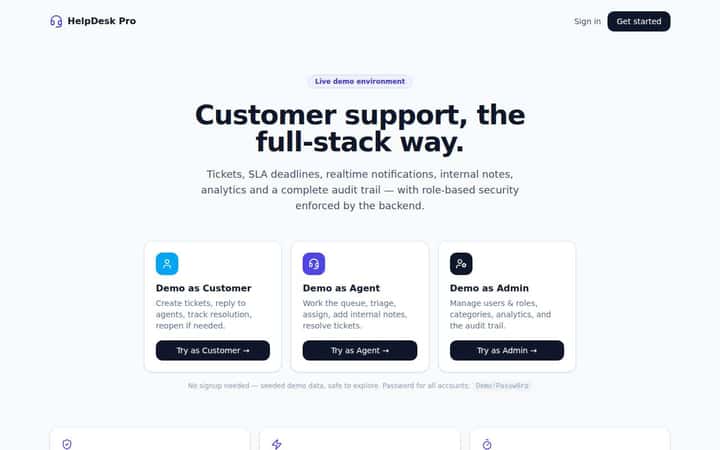 HelpDesk Pro
Sign in
Get started
Live demo environment
Customer support, the
full-stack way.
Tickets, SLA deadlines, realtime notifications, internal notes,
analytics and a complete audit trail — with role-based security
enforced by the backend.
Demo as Customer
Create tickets, reply to
agents, track resolution,
reopen if needed.
Try as Customer →
Demo as Agent
Work the queue, triage,
assign, add internal notes,
resolve tickets.
Try as Agent →
Demo as Admin
Manage users & roles,
categories, analytics, and
the audit trail.
Try as Admin →
No signup needed — seeded demo data, safe to explore. Password for all accounts: